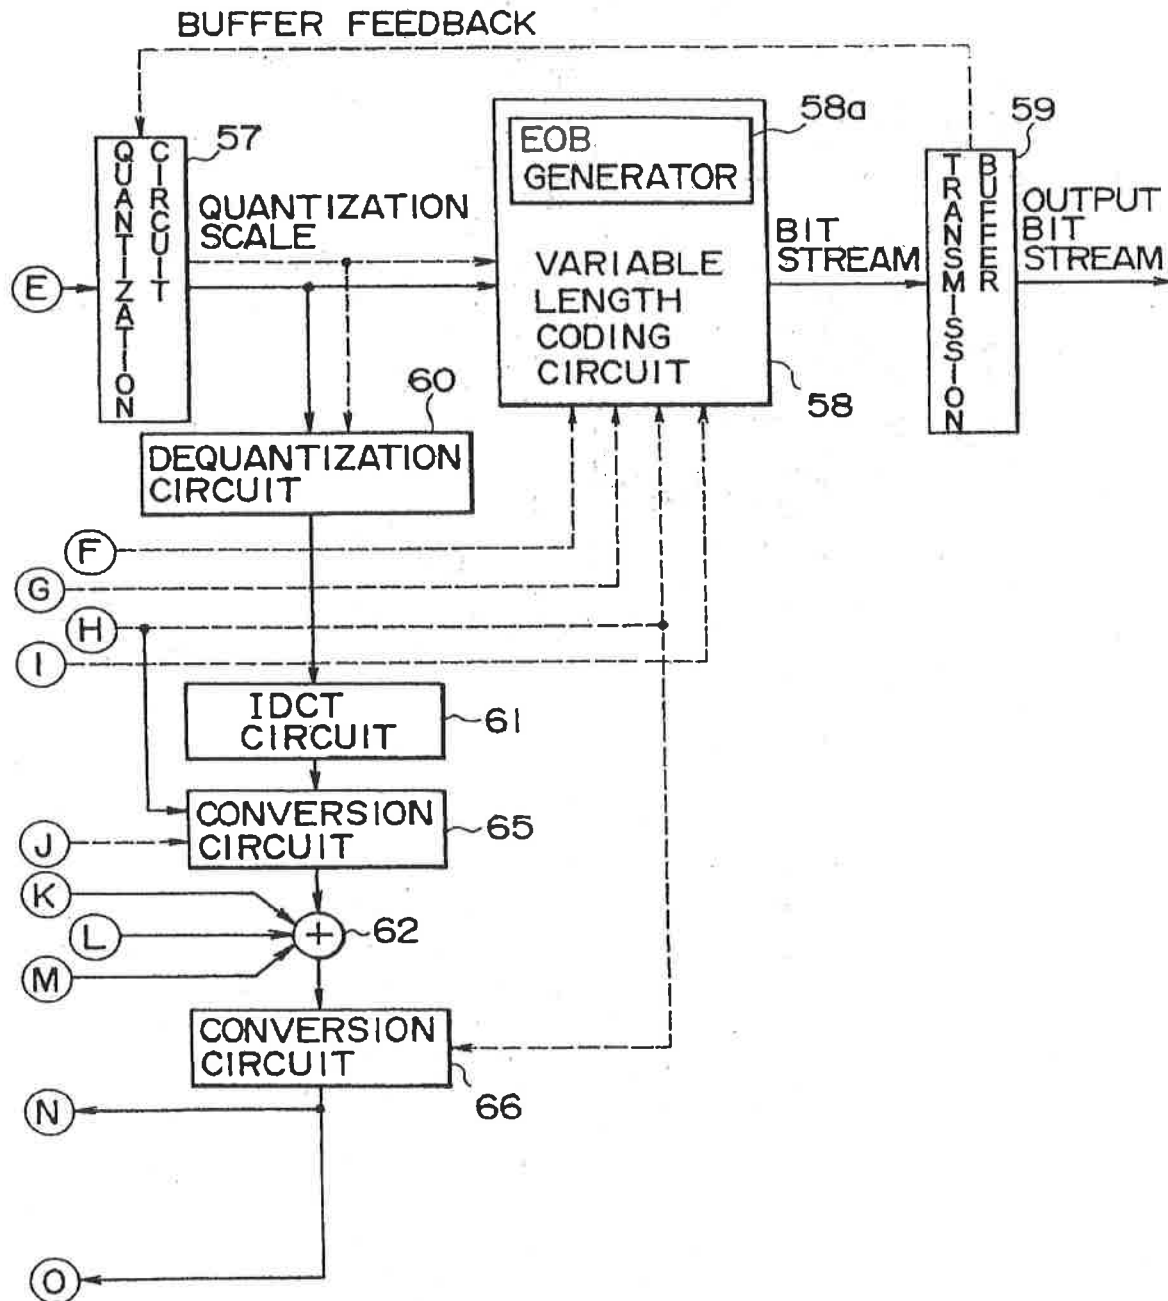 BUFFER FEEDBACK
57
QUANTIZATION
CIRCUIT
QUANTIZATION
SCALE
58a
EOB
GENERATOR
VARIABLE
LENGTH
CODING
CIRCUIT
58
BIT
STREAM
59
TRANSMISSION
BUFFER
OUTPUT
BIT
STREAM
E
60
DEQUANTIZATION
CIRCUIT
F
G
H
I
IDCT
CIRCUIT
61
CONVERSION
CIRCUIT
65
J
K
L
M
+
62
CONVERSION
CIRCUIT
66
N
O